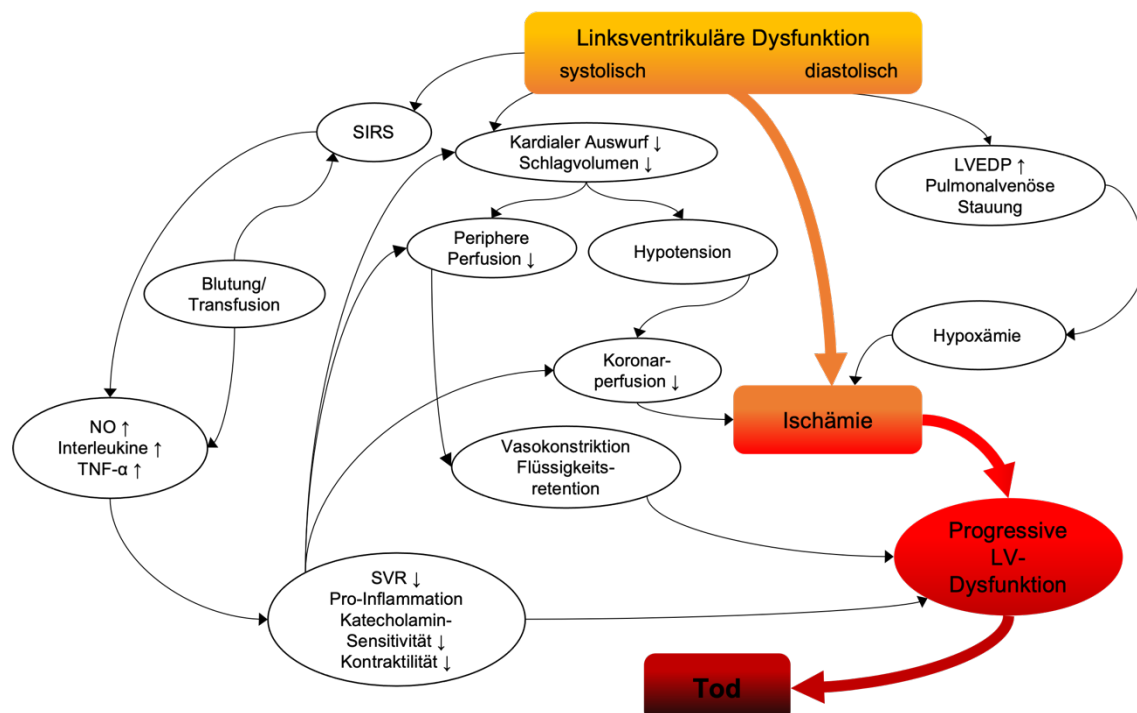 Linksventrikuläre Dysfunktion
systolisch
diastolisch
SIRS
Kardialer Auswurf ↓
Schlagvolumen ↓
LVEDP ↑
Pulmonalvenöse
Stauung
Periphere
Perfusion ↓
Hypotension
Blutung/
Transfusion
Hypoxämie
Koronar-
perfusion ↓
Ischämie
NO ↑
Interleukine ↑
TNF-α ↑
Vasokonstriktion
Flüssigkeits-
retention
Progressive
LV-
Dysfunktion
SVR ↓
Pro-Inflammation
Katecholamin-
Sensitivität ↓
Kontraktilität ↓
Tod